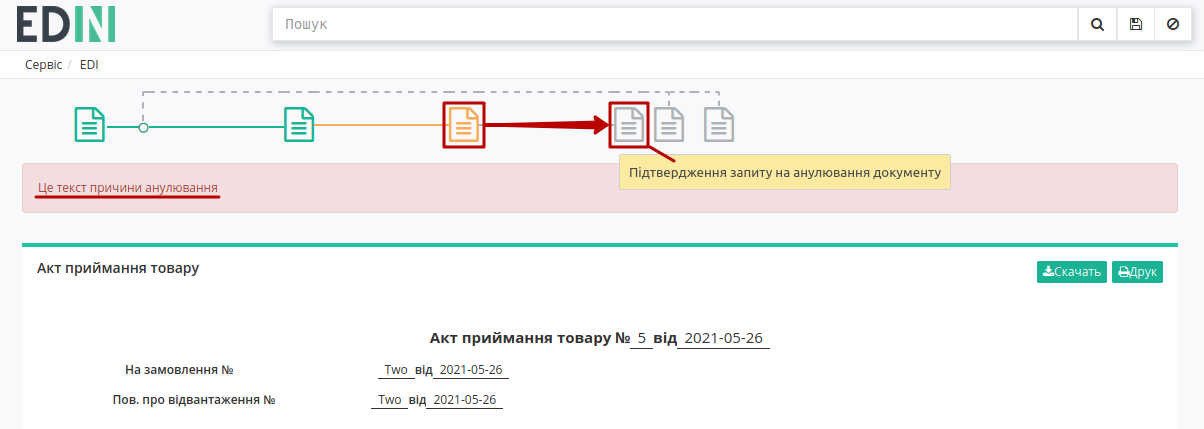 EDIN
Пошук
Сервіс / EDI
Підтвердження запиту на анулювання документу
Це текст причини анулювання
Акт приймання товару
Скачать Друк
Акт приймання товару № 5 від 2021-05-26
На замовлення № Two від 2021-05-26
Пов. про відвантаження № Two від 2021-05-26